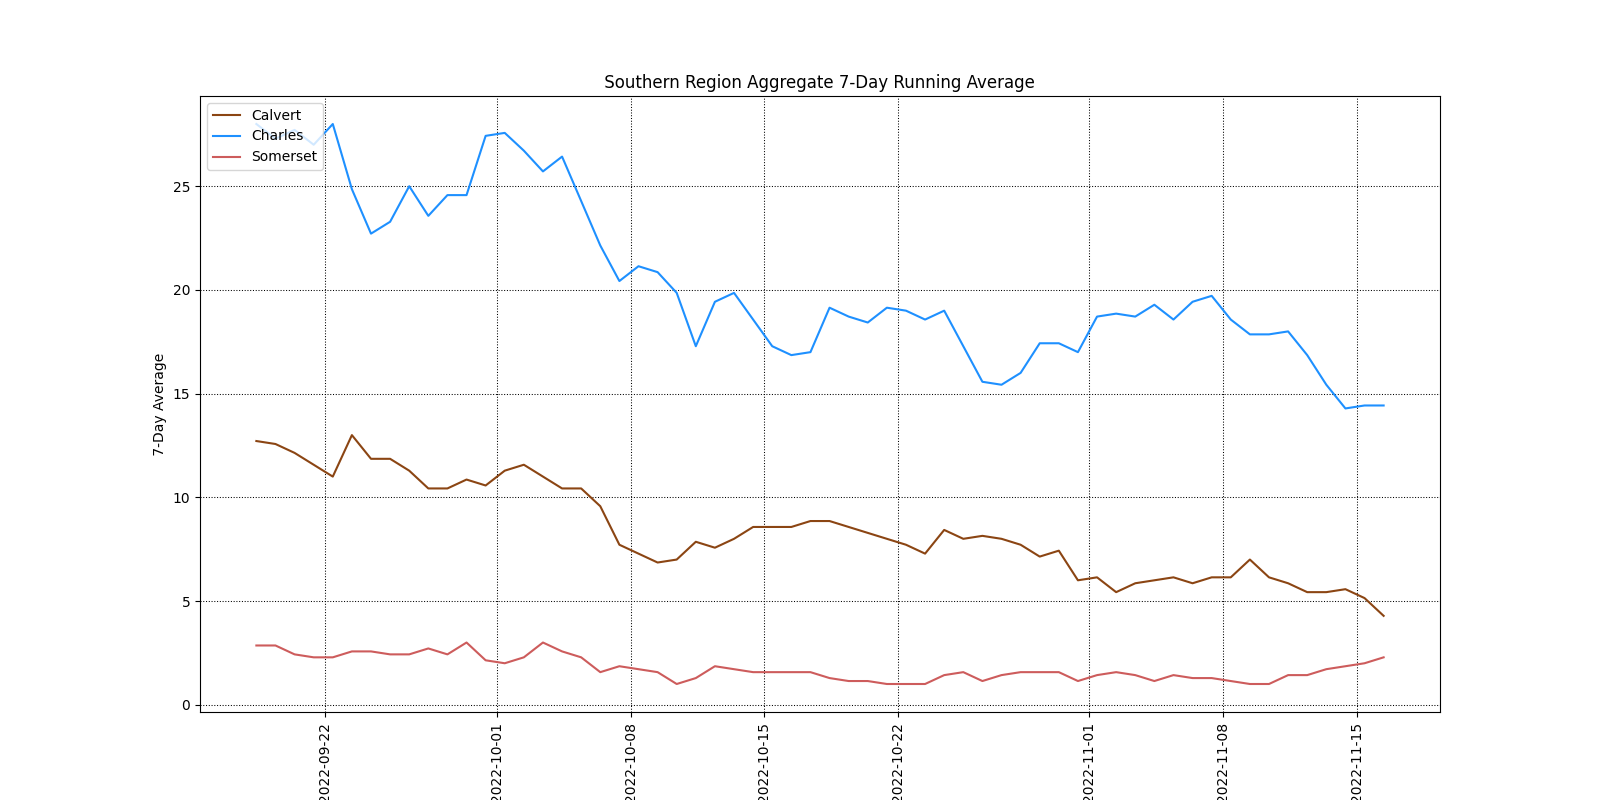 Southern Region Aggregate 7-Day Running Average
Calvert
Charles
Somerset
7-Day Average
25
20
15
10
5
0
2022-09-22
2022-10-01
2022-10-08
2022-10-15
2022-10-22
2022-11-01
2022-11-08
2022-11-15